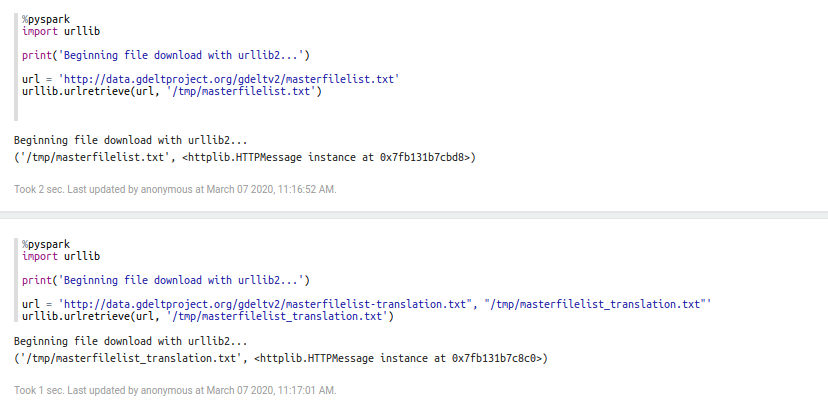 %pyspark
import urllib
print('Beginning file download with urllib2...')
url = 'http://data.gdeltproject.org/gdeltv2/masterfilelist.txt'
urllib.urlretrieve(url, '/tmp/masterfilelist.txt')
Beginning file download with urllib2...
('/tmp/masterfilelist.txt', <httplib.HTTPMessage instance at 0x7fb131b7cbd8>)
Took 2 sec. Last updated by anonymous at March 07 2020, 11:16:52 AM.
%pyspark
import urllib
print('Beginning file download with urllib2...')
url = 'http://data.gdeltproject.org/gdeltv2/masterfilelist-translation.txt", "/tmp/masterfilelist_translation.txt"'
urllib.urlretrieve(url, '/tmp/masterfilelist_translation.txt')
Beginning file download with urllib2...
('/tmp/masterfilelist_translation.txt', <httplib.HTTPMessage instance at 0x7fb131b7c8c0>)
Took 1 sec. Last updated by anonymous at March 07 2020, 11:17:01 AM.